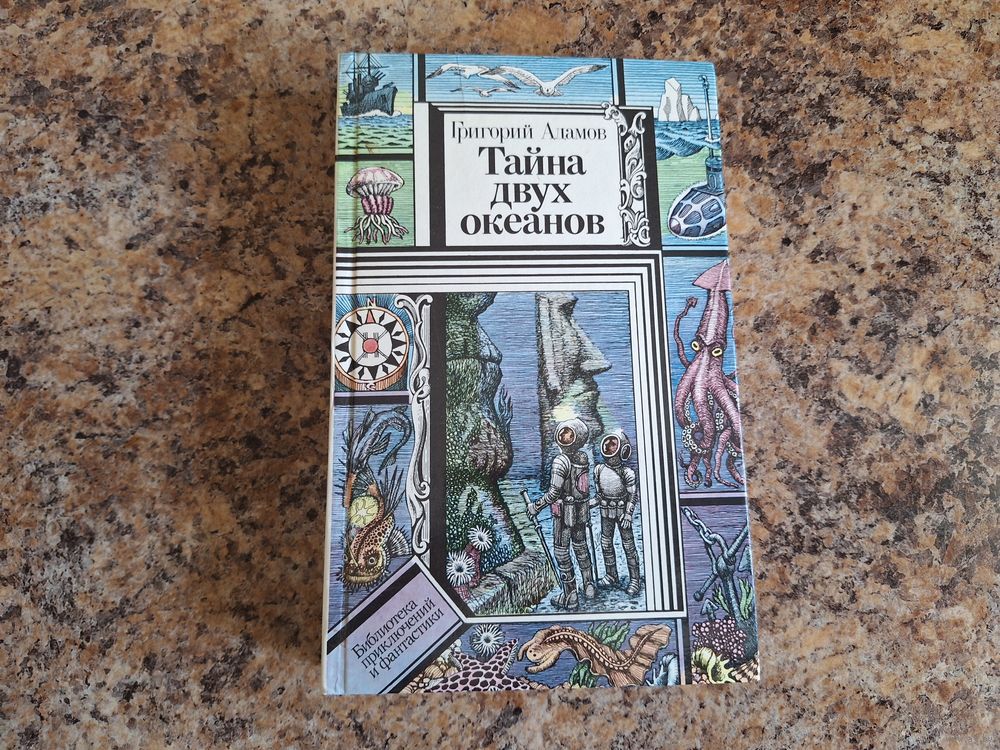 Григорий Адамов
Тайна
двух
океанов
N
Библиотека
приключений
и фантастики